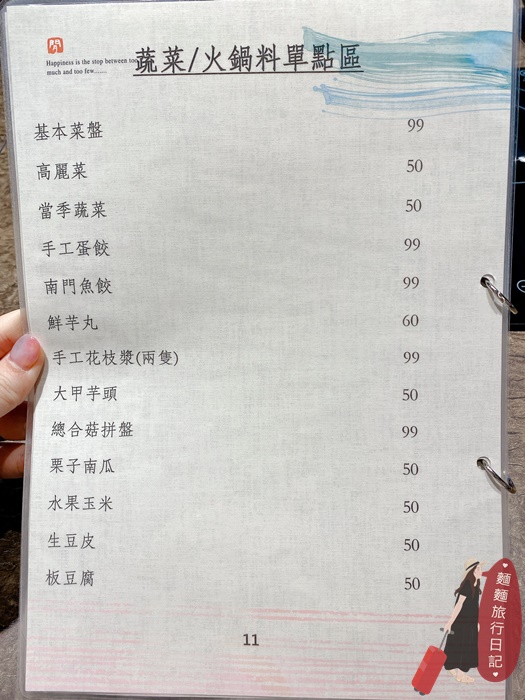 閒
Happiness is the stop between too
much and too few......
蔬菜/火鍋料單點區
基本菜盤 99
高麗菜 50
當季蔬菜 50
手工蛋餃 99
南門魚餃 99
鮮芋丸 60
手工花枝漿(兩隻) 99
大甲芋頭 50
總合菇拼盤 99
栗子南瓜 50
水果玉米 50
生豆皮 50
板豆腐 50
11
麵麵旅行日記